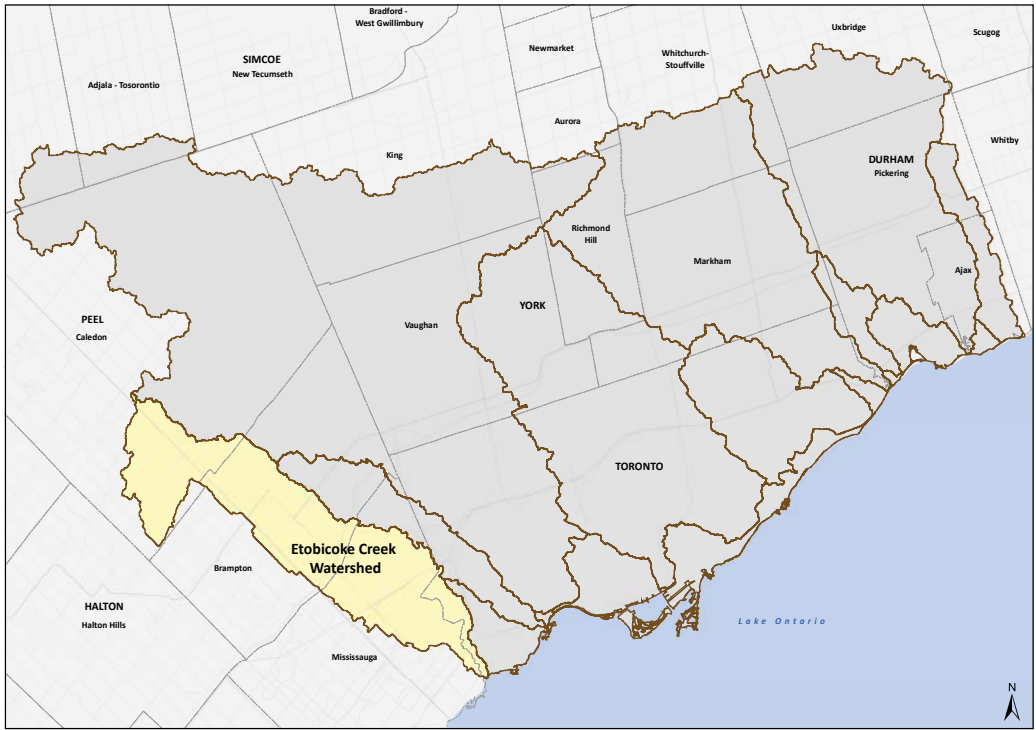 Bradford -
West Gwillimbury
Uxbridge
Scugog
SIMCOE
New Tecumseth
Newmarket
Whitchurch-
Stouffville
Adjala - Tosorontio
Aurora
King
Whitby
DURHAM
Pickering
Richmond
Hill
Markham
Ajax
PEEL
Caledon
Vaughan
YORK
TORONTO
Etobicoke Creek
Watershed
Brampton
HALTON
Halton Hills
Mississauga
Lake Ontario
N